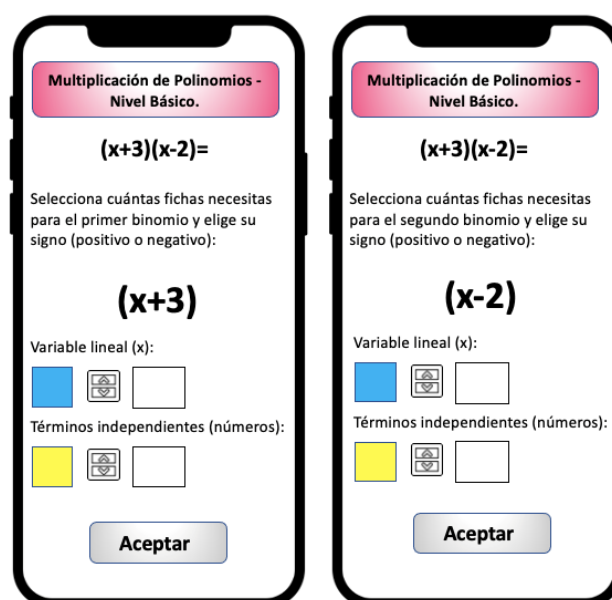 Multiplicación de Polinomios -
Nivel Básico.
(x+3)(x-2)=
Selecciona cuántas fichas necesitas
para el primer binomio y elige su
signo (positivo o negativo):
(x+3)
Variable lineal (x):
Términos independientes (números):
Aceptar
Multiplicación de Polinomios -
Nivel Básico.
(x+3)(x-2)=
Selecciona cuántas fichas necesitas
para el segundo binomio y elige su
signo (positivo o negativo):
(x-2)
Variable lineal (x):
Términos independientes (números):
Aceptar